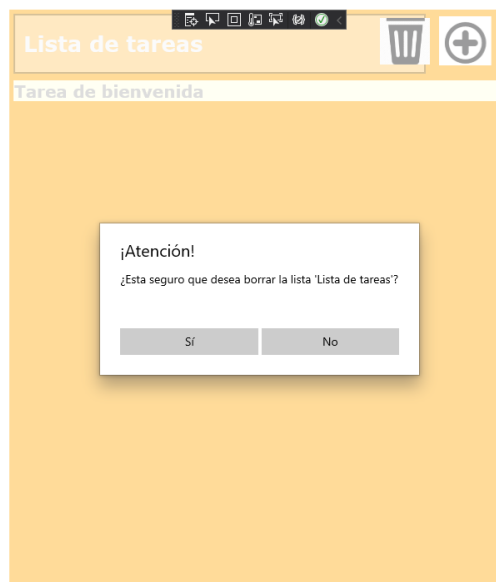 Lista de tareas
Tarea de bienvenida
¡Atención!
¿Esta seguro que desea borrar la lista 'Lista de tareas'?
Sí
No